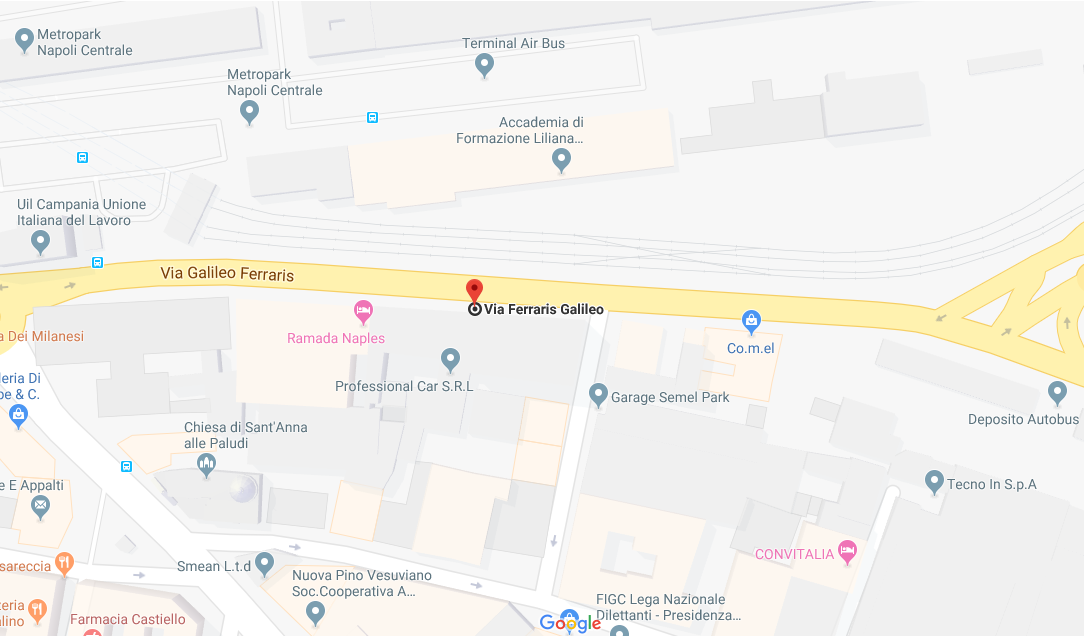 Metropark
Napoli Centrale
Terminal Air Bus
Metropark
Napoli Centrale
Accademia di
Formazione Liliana...
Uil Campania Unione
Italiana del Lavoro
Via Galileo Ferraris
Via Ferraris Galileo
a Dei Milanesi
Ramada Naples
Co.m.el
Professional Car S.R.L
eria Di
be & C.
Garage Semel Park
Deposito Autobus
Chiesa di Sant'Anna
alle Paludi
e E Appalti
Tecno In S.p.A
CONVITALIA
sareccia
Smean L.t.d
Nuova Pino Vesuviano
Soc.Cooperativa A...
teria
alino
Farmacia Castiello
FIGC Lega Nazionale
Dilettanti - Presidenza...
Google